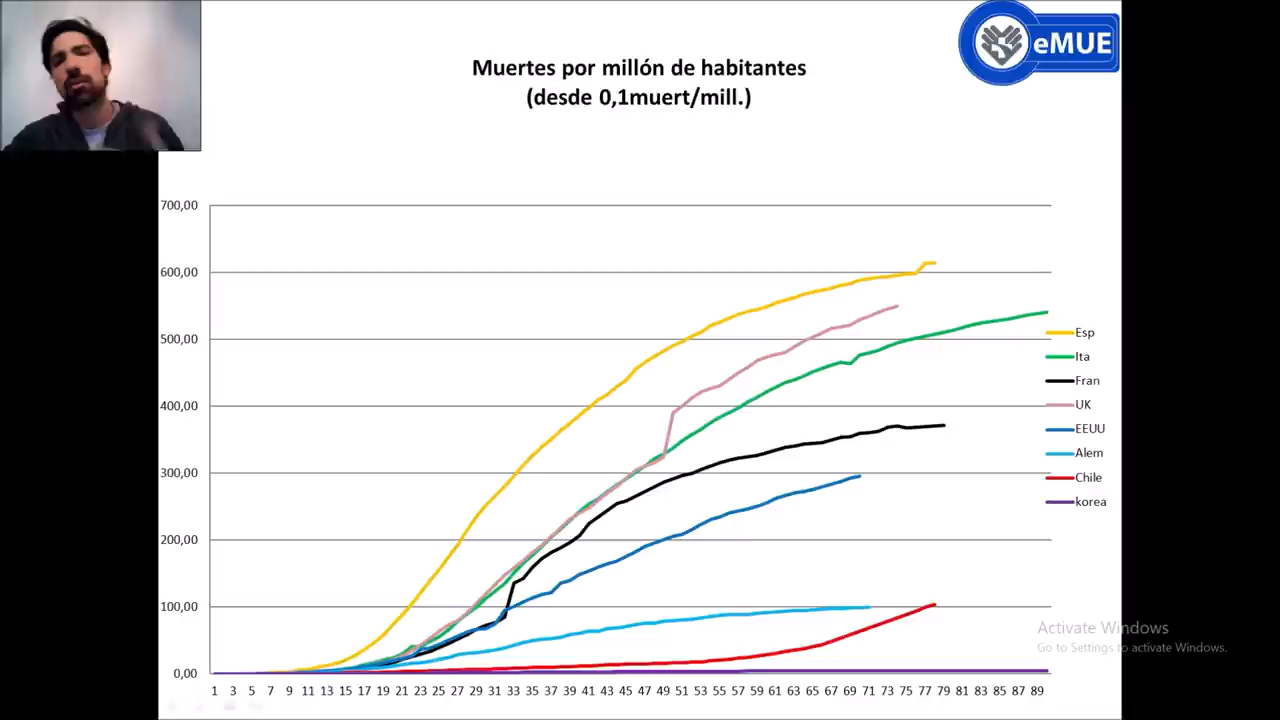 eMUE
Muertes por millón de habitantes
(desde 0,1muert/mill.)
700,00
600,00
500,00
400,00
300,00
200,00
100,00
0,00
1 3 5 7 9 11 13 15 17 19 21 23 25 27 29 31 33 35 37 39 41 43 45 47 49 51 53 55 57 59 61 63 65 67 69 71 73 75 77 79 81 83 85 87 89
Esp
Ita
Fran
UK
EEUU
Alem
Chile
korea
Activate Windows
Go to Settings to activate Windows.